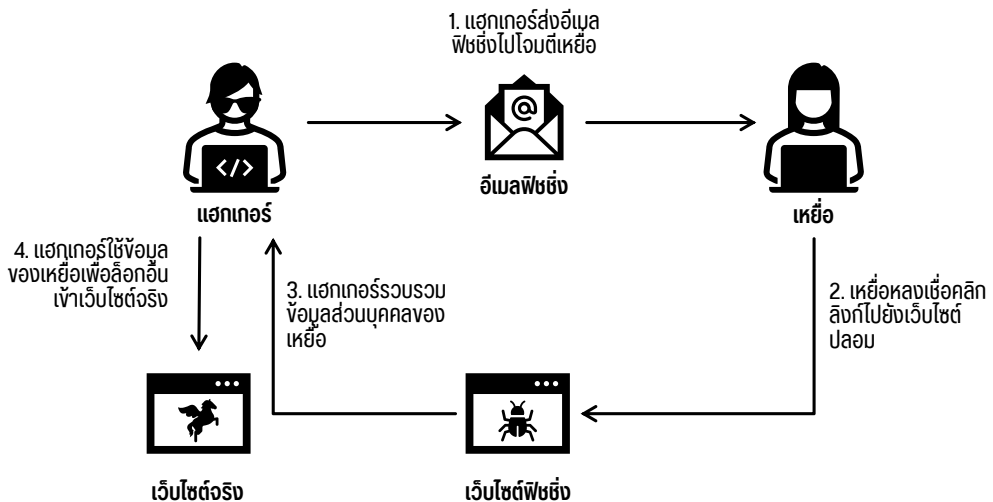 1. แฮกเกอร์ส่งอีเมล
ฟิชชิ่งไปโจมตีเหยื่อ
@
</>
อีเมลฟิชชิ่ง
แฮกเกอร์
เหยื่อ
4. แฮกเกอร์ใช้ข้อมูล
ของเหยื่อเพื่อล็อกอิน
เข้าเว็บไซต์จริง
3. แฮกเกอร์รวบรวม
ข้อมูลส่วนบุคคลของ
เหยื่อ
2. เหยื่อหลงเชื่อคลิก
ลิงก์ไปยังเว็บไซต์
ปลอม
เว็บไซต์จริง
เว็บไซต์ฟิชชิ่ง